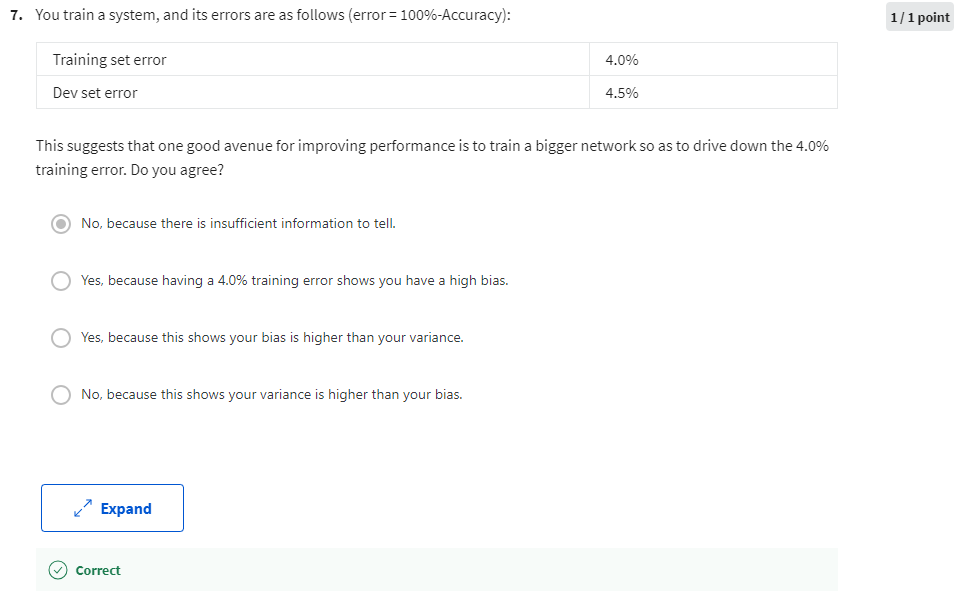 7. You train a system, and its errors are as follows (error = 100%-Accuracy):
1 / 1 point
Training set error 4.0%
Dev set error 4.5%
This suggests that one good avenue for improving performance is to train a bigger network so as to drive down the 4.0%
training error. Do you agree?
No, because there is insufficient information to tell.
Yes, because having a 4.0% training error shows you have a high bias.
Yes, because this shows your bias is higher than your variance.
No, because this shows your variance is higher than your bias.
Expand
Correct